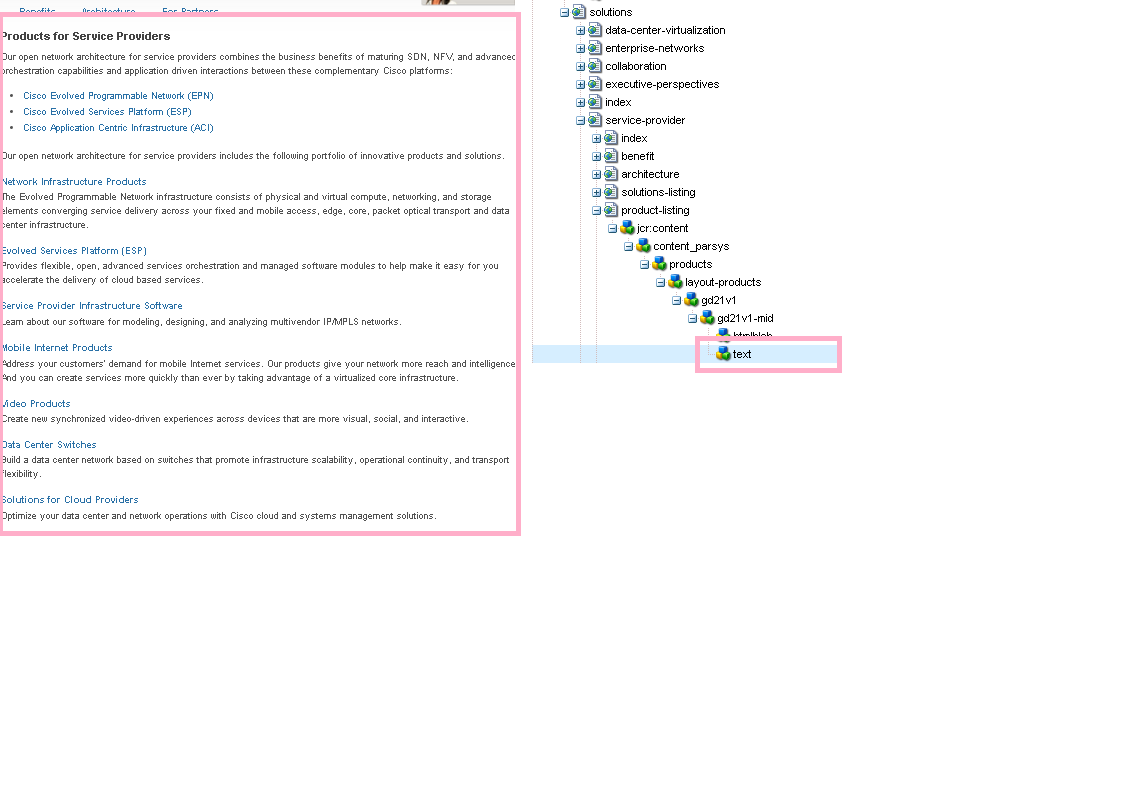 Benefits Architecture For Partners
Products for Service Providers
Our open network architecture for service providers combines the business benefits of maturing SDN, NFV, and advanced
orchestration capabilities and application driven interactions between these complementary Cisco platforms:
• Cisco Evolved Programmable Network (EPN)
• Cisco Evolved Services Platform (ESP)
• Cisco Application Centric Infrastructure (ACI)
Our open network architecture for service providers includes the following portfolio of innovative products and solutions.
Network Infrastructure Products
The Evolved Programmable Network infrastructure consists of physical and virtual compute, networking, and storage
elements converging service delivery across your fixed and mobile access, edge, core, packet optical transport and data
center infrastructure.
Evolved Services Platform (ESP)
Provides flexible, open, advanced services orchestration and managed software modules to help make it easy for you
accelerate the delivery of cloud based services.
Service Provider Infrastructure Software
Learn about our software for modeling, designing, and analyzing multivendor IP/MPLS networks.
Mobile Internet Products
Address your customers' demand for mobile Internet services. Our products give your network more reach and intelligence
And you can create services more quickly than ever by taking advantage of a virtualized core infrastructure.
Video Products
Create new synchronized video-driven experiences across devices that are more visual, social, and interactive.
Data Center Switches
Build a data center network based on switches that promote infrastructure scalability, operational continuity, and transport
flexibility.
Solutions for Cloud Providers
Optimize your data center and network operations with Cisco cloud and systems management solutions.
solutions
data-center-virtualization
enterprise-networks
collaboration
executive-perspectives
index
service-provider
index
benefit
architecture
solutions-listing
product-listing
jcr:content
content_parsys
products
layout-products
gd21v1
gd21v1-mid
htmlblob
text